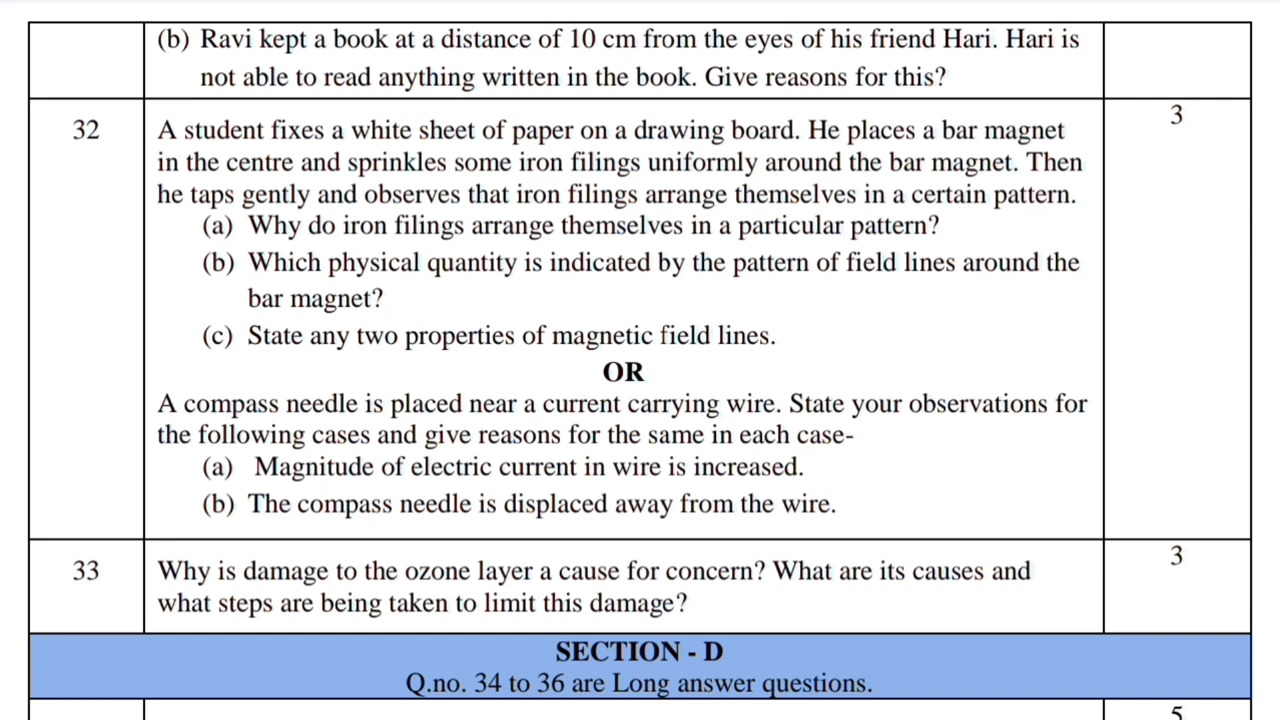 (b) Ravi kept a book at a distance of 10 cm from the eyes of his friend Hari. Hari is
not able to read anything written in the book. Give reasons for this?
32
3
A student fixes a white sheet of paper on a drawing board. He places a bar magnet
in the centre and sprinkles some iron filings uniformly around the bar magnet. Then
he taps gently and observes that iron filings arrange themselves in a certain pattern.
(a) Why do iron filings arrange themselves in a particular pattern?
(b) Which physical quantity is indicated by the pattern of field lines around the
bar magnet?
(c) State any two properties of magnetic field lines.
OR
A compass needle is placed near a current carrying wire. State your observations for
the following cases and give reasons for the same in each case-
(a) Magnitude of electric current in wire is increased.
(b) The compass needle is displaced away from the wire.
33
3
Why is damage to the ozone layer a cause for concern? What are its causes and
what steps are being taken to limit this damage?
SECTION - D
Q.no. 34 to 36 are Long answer questions.
5